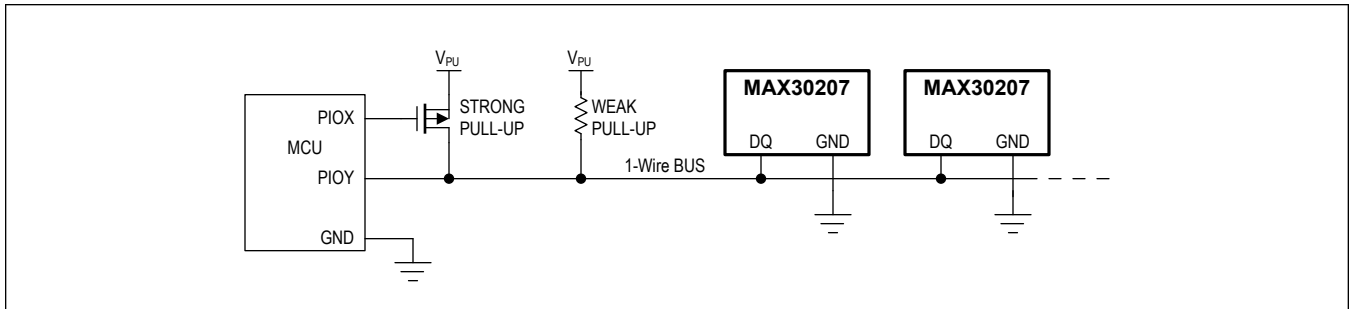 VPU
VPU
MAX30207
MAX30207
PIOX
STRONG
PULL-UP
WEAK
PULL-UP
MCU
DQ
GND
DQ
GND
1-Wire BUS
PIOY
GND